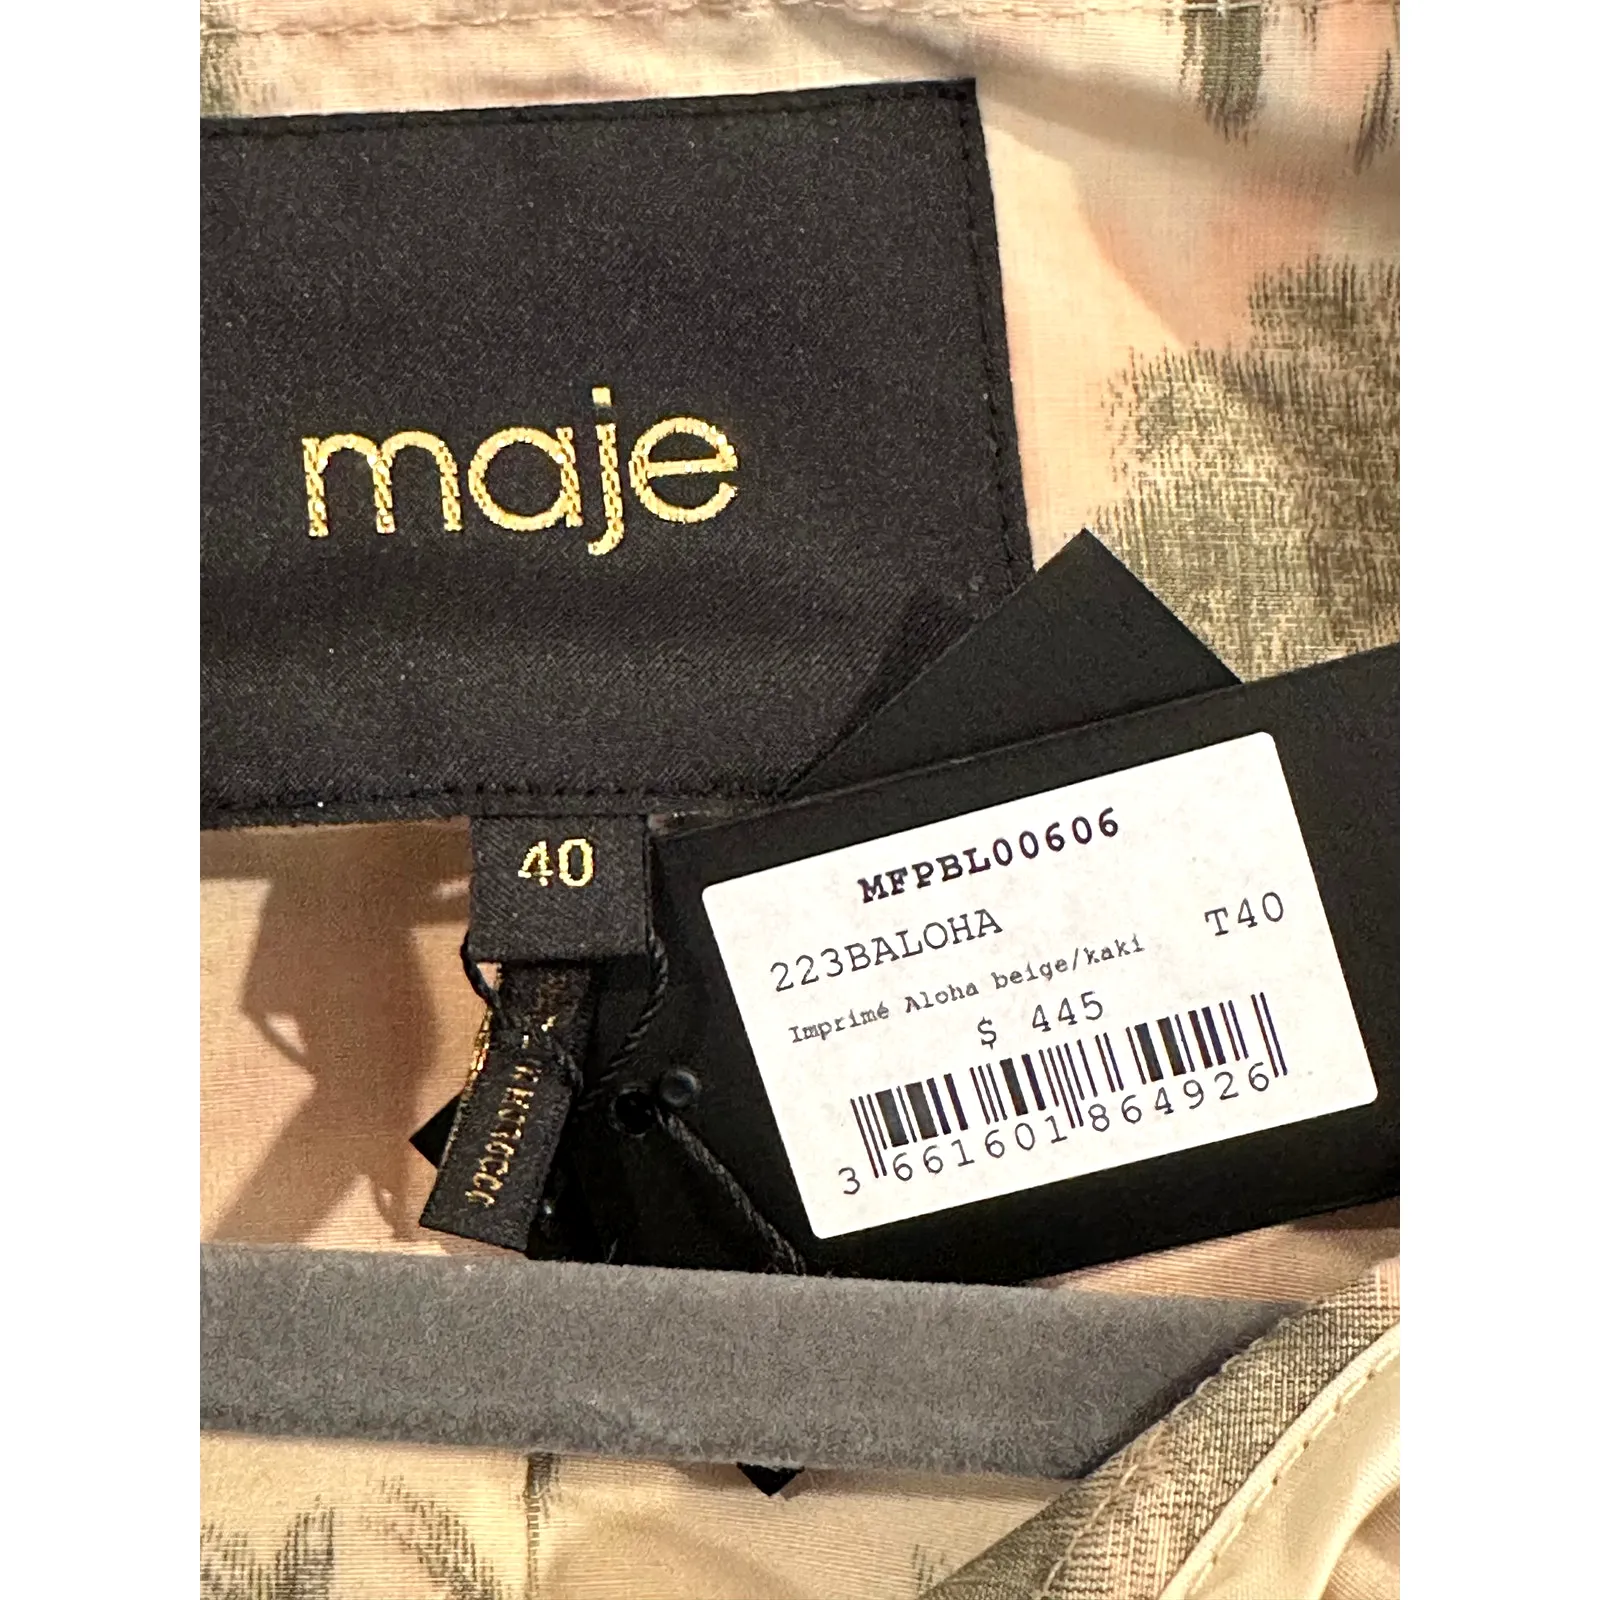 maje
40
MFPBL00606
223BALOHA
T40
Imprimé Aloha beige/kaki
$ 445
3 661601 864926